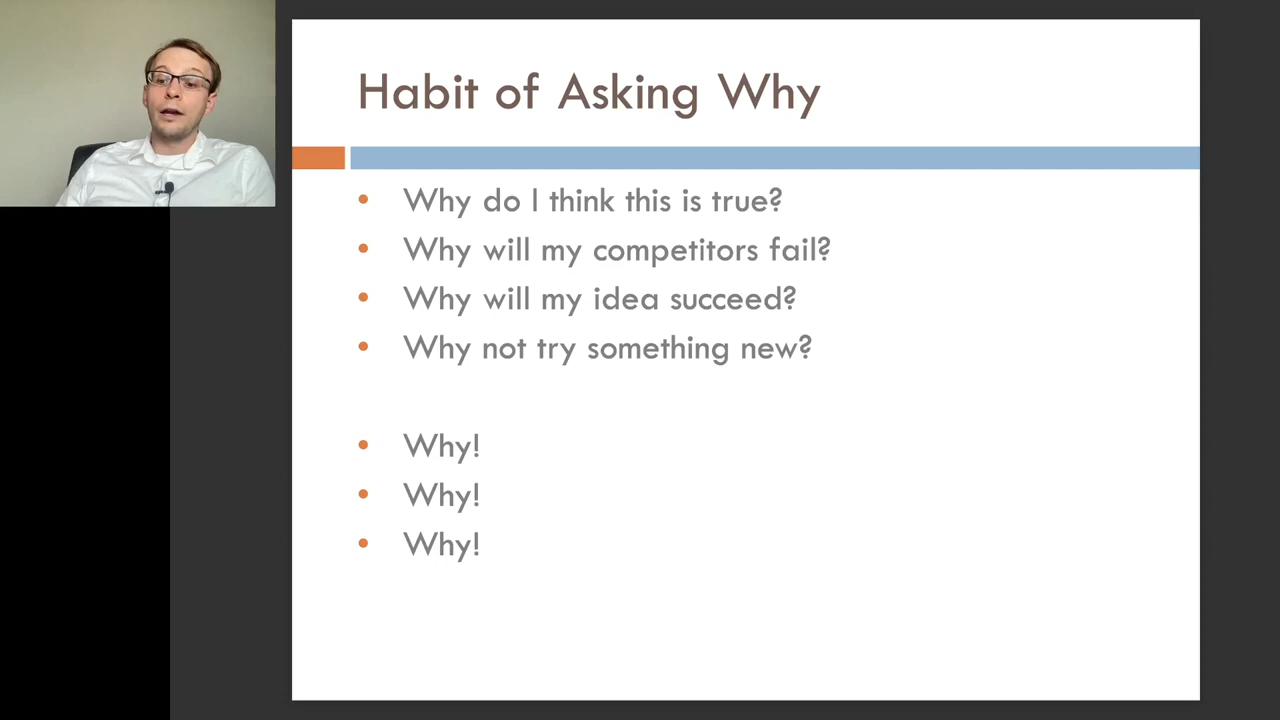 Habit of Asking Why
• Why do I think this is true?
• Why will my competitors fail?
• Why will my idea succeed?
• Why not try something new?
• Why!
• Why!
• Why!